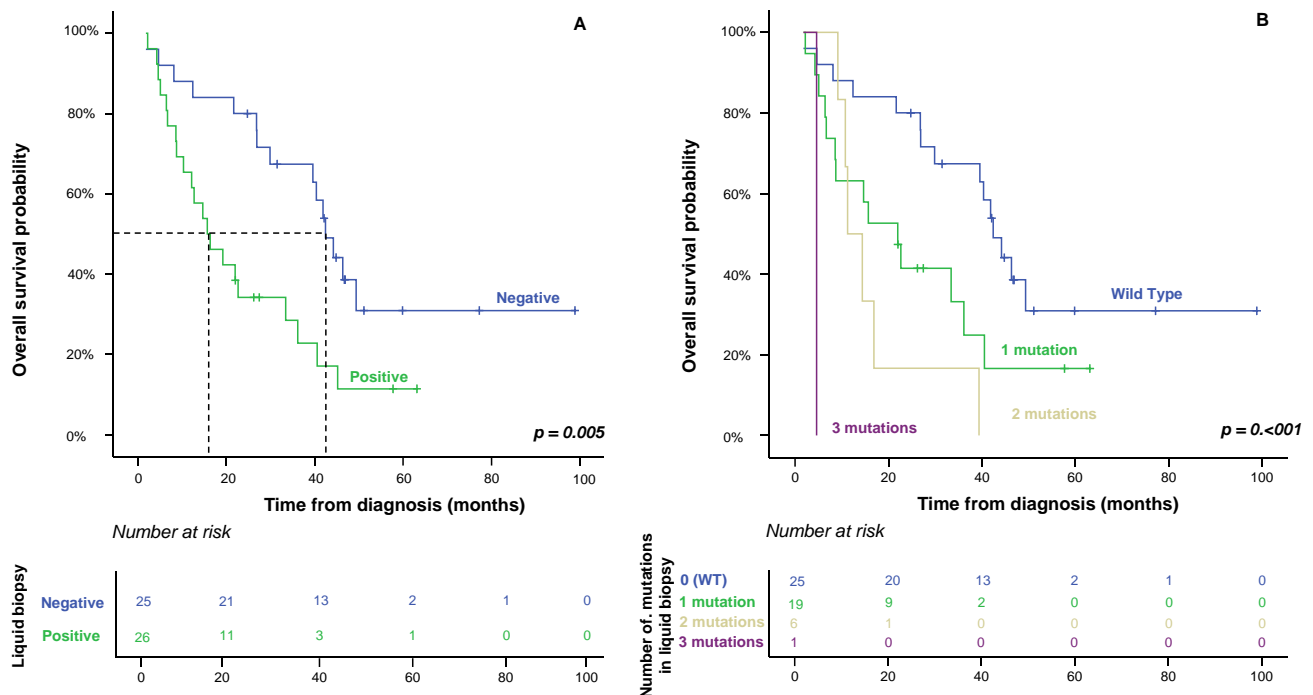 A
100%
80%
60%
40%
20%
0%
Overall survival probability
Negative
Positive
p = 0.005
0 20 40 60 80 100
Time from diagnosis (months)
Number at risk
Liquid biopsy
Negative 25 21 13 2 1 0
Positive 26 11 3 1 0 0
0 20 40 60 80 100
B
100%
80%
60%
40%
20%
0%
Overall survival probability
Wild Type
1 mutation
2 mutations
3 mutations
p = 0.<001
0 20 40 60 80 100
Time from diagnosis (months)
Number at risk
Number of. mutations
in liquid biopsy
0 (WT) 25 20 13 2 1 0
1 mutation 19 9 2 0 0 0
2 mutations 6 1 0 0 0 0
3 mutations 1 0 0 0 0 0
0 20 40 60 80 100